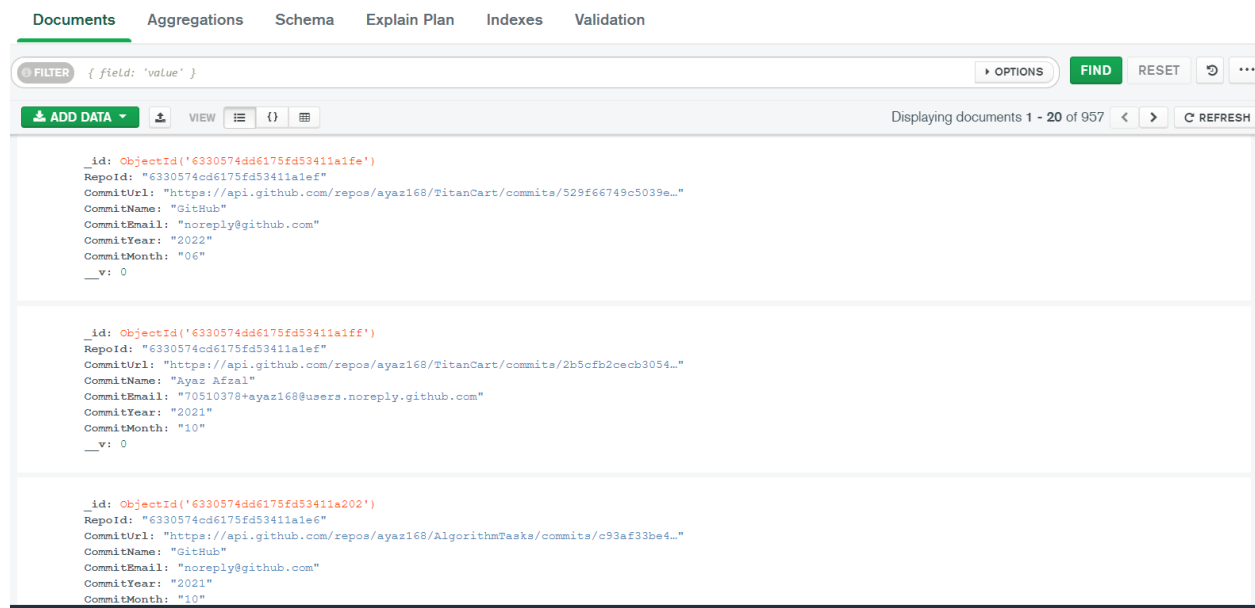 Documents Aggregations Schema Explain Plan Indexes Validation
FILTER { field: 'value' } OPTIONS FIND RESET ...
ADD DATA VIEW {} Displaying documents 1 - 20 of 957 < > REFRESH
_id: ObjectId('6330574dd6175fd53411a1fe')
RepoId: "6330574cd6175fd53411a1ef"
CommitUrl: "https://api.github.com/repos/ayaz168/TitanCart/commits/529f66749c5039e…"
CommitName: "GitHub"
CommitEmail: "noreply@github.com"
CommitYear: "2022"
CommitMonth: "06"
__v: 0
_id: ObjectId('6330574dd6175fd53411a1ff')
RepoId: "6330574cd6175fd53411a1ef"
CommitUrl: "https://api.github.com/repos/ayaz168/TitanCart/commits/2b5cfb2cecb3054…"
CommitName: "Ayaz Afzal"
CommitEmail: "70510378+ayaz168@users.noreply.github.com"
CommitYear: "2021"
CommitMonth: "10"
__v: 0
_id: ObjectId('6330574dd6175fd53411a202')
RepoId: "6330574cd6175fd53411a1e6"
CommitUrl: "https://api.github.com/repos/ayaz168/AlgorithmTasks/commits/c93af33be4…"
CommitName: "GitHub"
CommitEmail: "noreply@github.com"
CommitYear: "2021"
CommitMonth: "10"